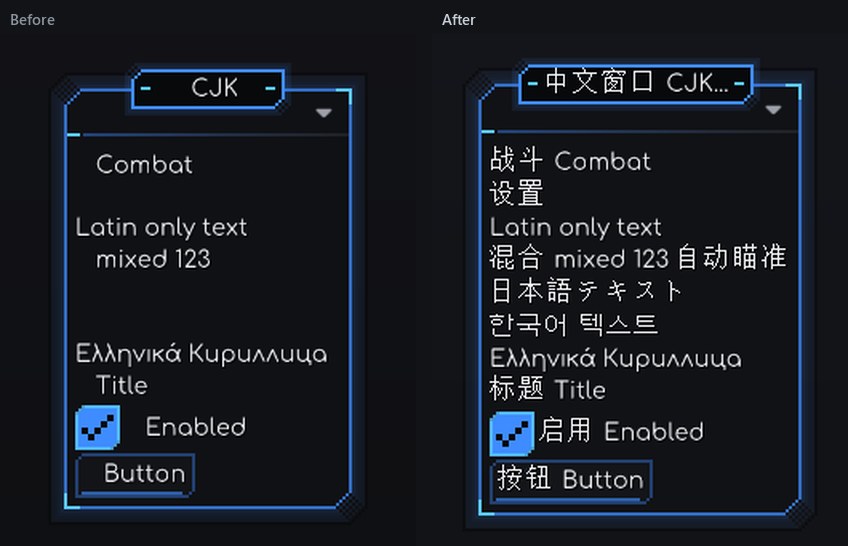 Before
CJK
Combat
Latin only text
mixed 123
Ελληνικά Кириллица
Title
Enabled
Button
After
中文窗口 CJK...
战斗 Combat
设置
Latin only text
混合 mixed 123 自动瞄准
日本語テキスト
한국어 텍스트
Ελληνικά Кириллица
标题 Title
启用 Enabled
按钮 Button